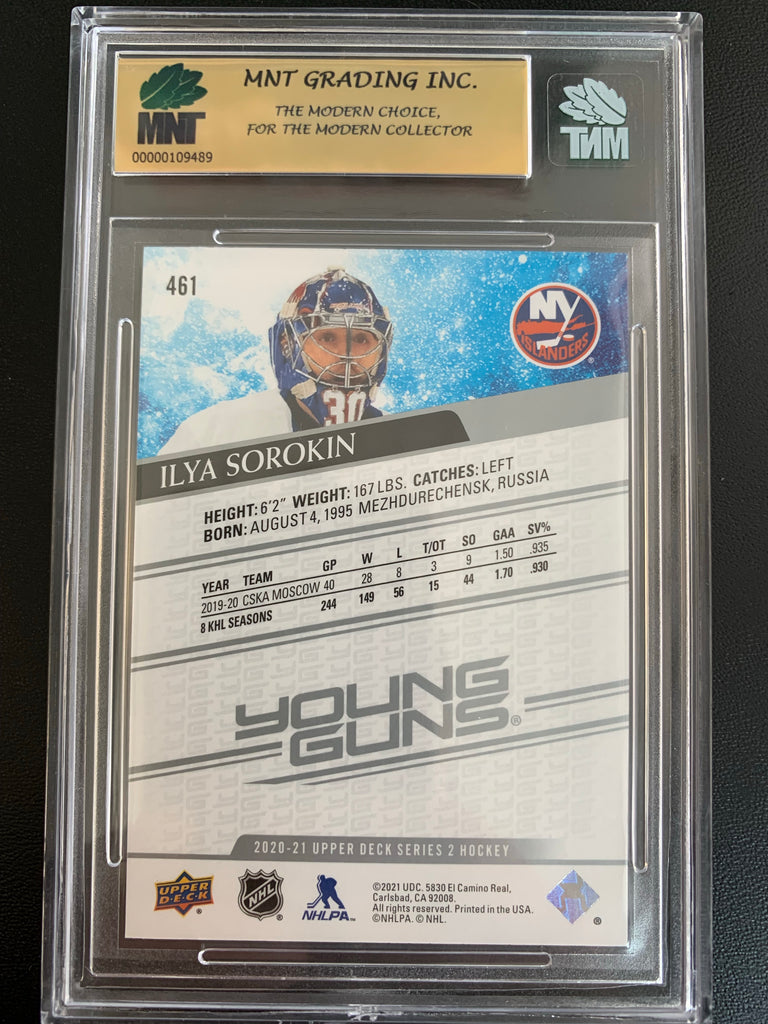 MNT GRADING INC.
THE MODERN CHOICE,
FOR THE MODERN COLLECTOR
MNT
00000109489
MNT
461
NY
ISLANDERS®
30
ILYA SOROKIN
HEIGHT: 6'2" WEIGHT: 167 LBS. CATCHES: LEFT
BORN: AUGUST 4, 1995 MEZHDURECHENSK, RUSSIA
YEAR TEAM GP W L T/OT SO GAA SV%
2019-20 CSKA MOSCOW 40 28 8 3 9 1.50 .935
8 KHL SEASONS 244 149 56 15 44 1.70 .930
YOUNG
GUNS®
2020-21 UPPER DECK SERIES 2 HOCKEY
UPPER
D·E·C·K®
NHL®
NHLPA™
©2021 UDC. 5830 El Camino Real,
Carlsbad, CA 92008.
All rights reserved. Printed in the USA.
©NHLPA. © NHL.
®